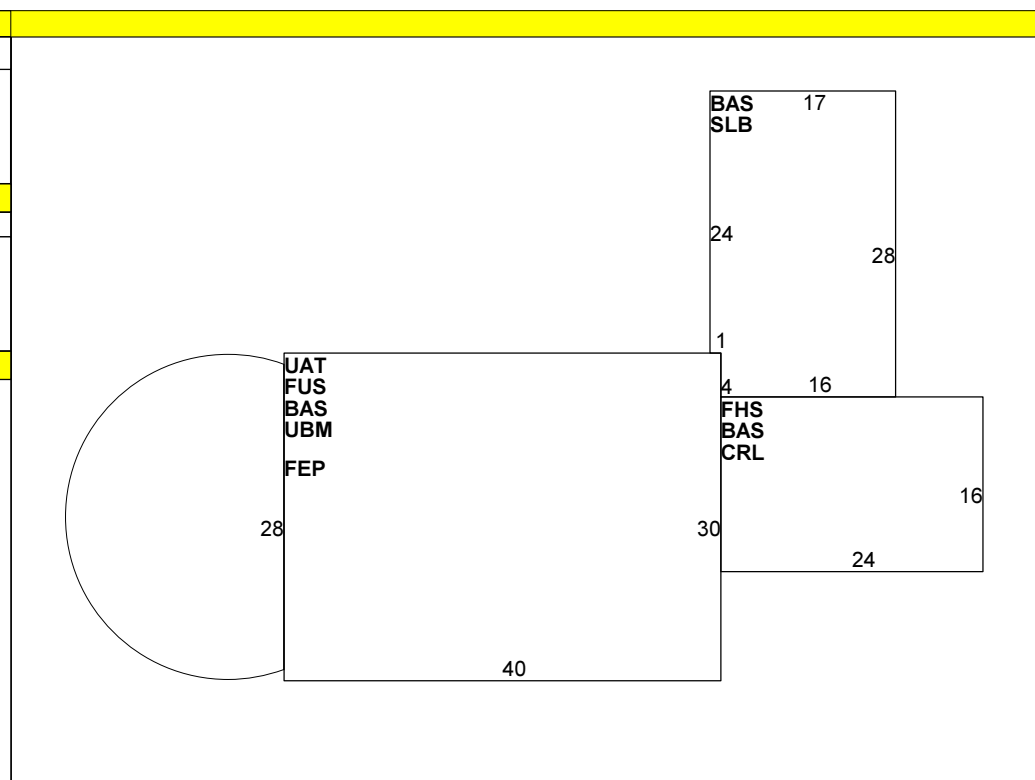 BAS 17
SLB
24
28
1
UAT
FUS
BAS
UBM
FEP
4 16
FHS
BAS
CRL
16
28
30
24
40